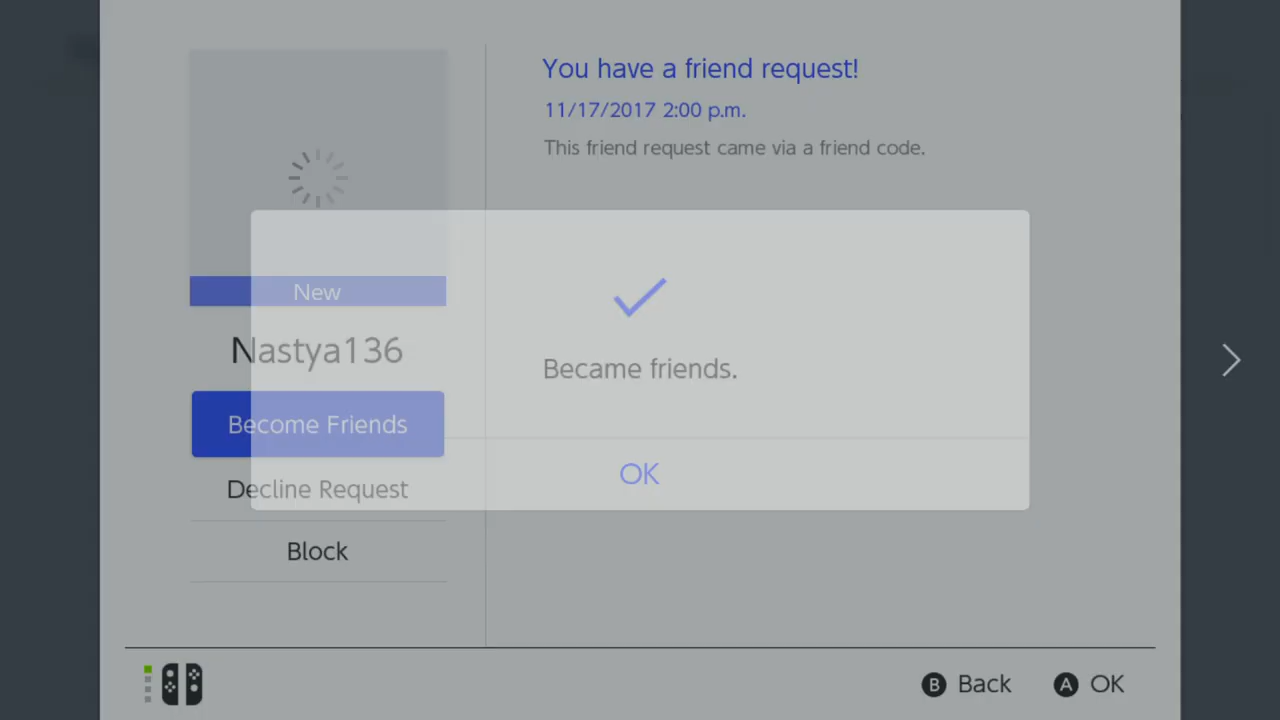 You have a friend request!
11/17/2017 2:00 p.m.
This friend request came via a friend code.
New
Nastya136
Become Friends
Decline Request
Block
Became friends.
OK
B Back
A OK